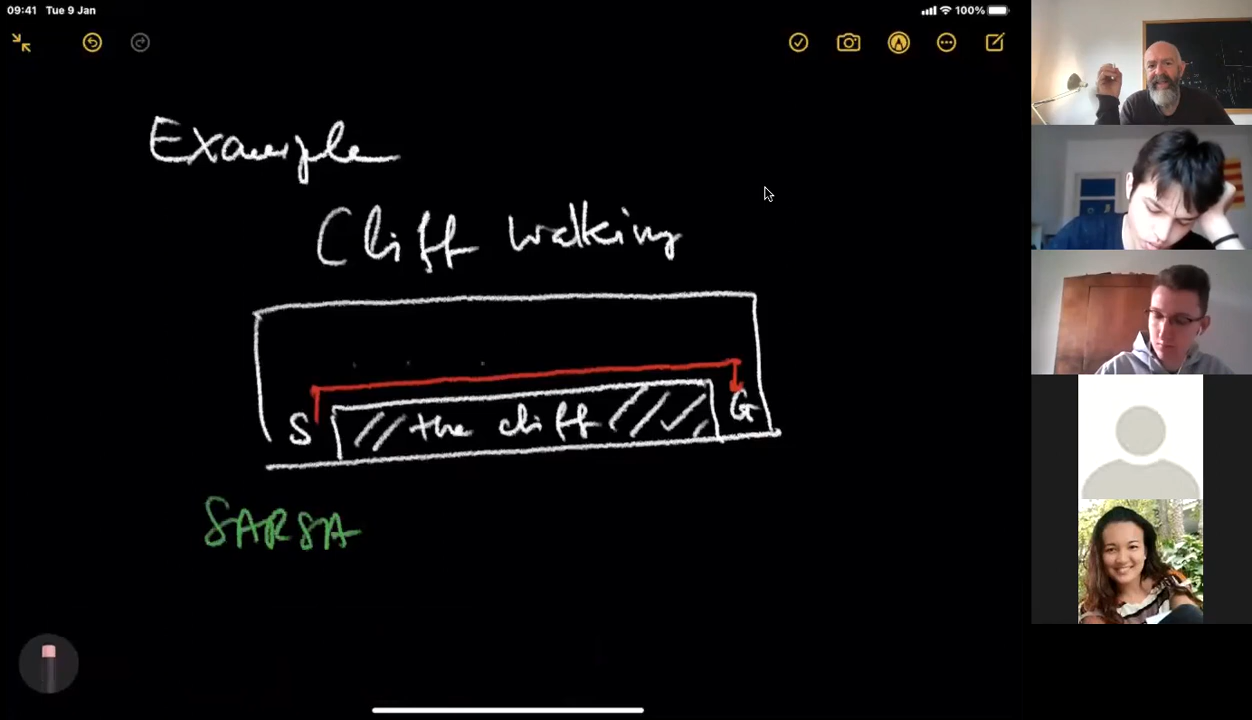 09:41 Tue 9 Jan 100%
Example
Cliff walking
S the cliff G
SARSA